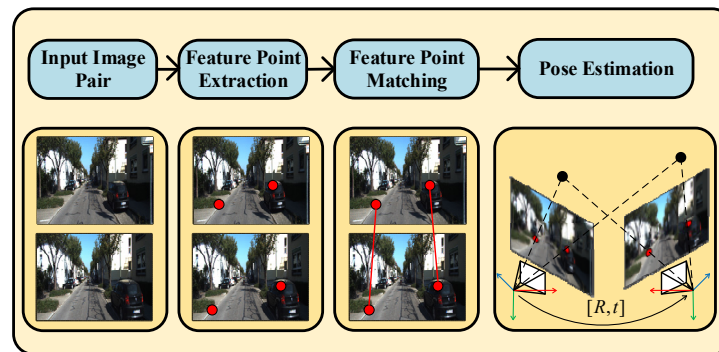 Input Image
Pair
Feature Point
Extraction
Feature Point
Matching
Pose Estimation
[R, t]